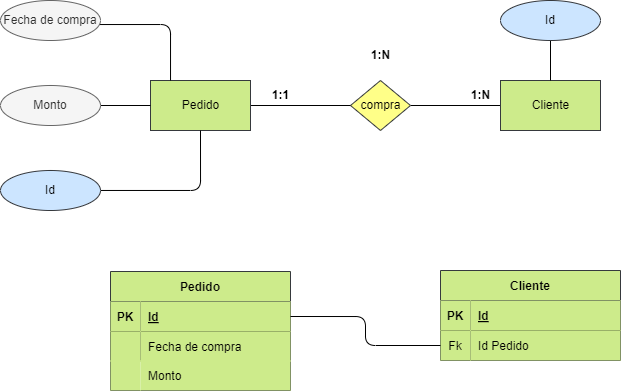 Fecha de compra
Id
1:N
Monto
Pedido
1:1
compra
1:N
Cliente
Id
Pedido
PK Id
Fecha de compra
Monto
Cliente
PK Id
Fk Id Pedido